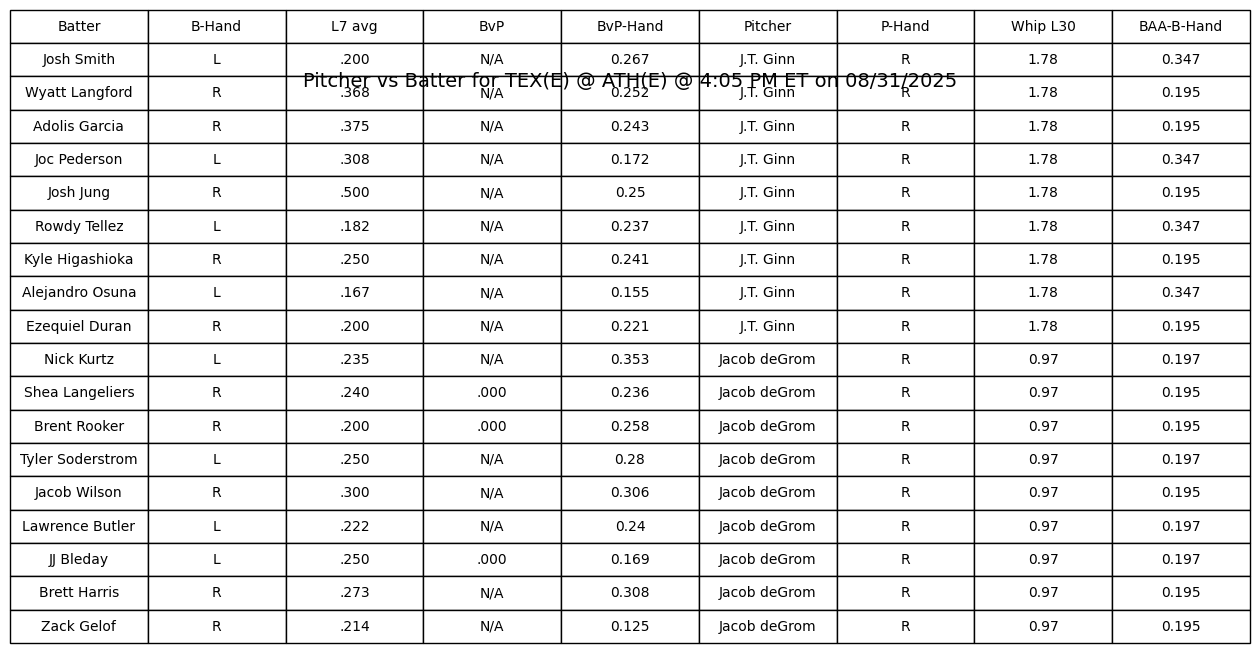 Batter B-Hand L7 avg BvP BvP-Hand Pitcher P-Hand Whip L30 BAA-B-Hand
Josh Smith L .200 N/A 0.267 J.T. Ginn R 1.78 0.347
Pitcher vs Batter for TEX(E) @ ATH(E) @ 4:05 PM ET on 08/31/2025
Wyatt Langford R .368 N/A 0.252 J.T. Ginn R 1.78 0.195
Adolis Garcia R .375 N/A 0.243 J.T. Ginn R 1.78 0.195
Joc Pederson L .308 N/A 0.172 J.T. Ginn R 1.78 0.347
Josh Jung R .500 N/A 0.25 J.T. Ginn R 1.78 0.195
Rowdy Tellez L .182 N/A 0.237 J.T. Ginn R 1.78 0.347
Kyle Higashioka R .250 N/A 0.241 J.T. Ginn R 1.78 0.195
Alejandro Osuna L .167 N/A 0.155 J.T. Ginn R 1.78 0.347
Ezequiel Duran R .200 N/A 0.221 J.T. Ginn R 1.78 0.195
Nick Kurtz L .235 N/A 0.353 Jacob deGrom R 0.97 0.197
Shea Langeliers R .240 .000 0.236 Jacob deGrom R 0.97 0.195
Brent Rooker R .200 .000 0.258 Jacob deGrom R 0.97 0.195
Tyler Soderstrom L .250 N/A 0.28 Jacob deGrom R 0.97 0.197
Jacob Wilson R .300 N/A 0.306 Jacob deGrom R 0.97 0.195
Lawrence Butler L .222 N/A 0.24 Jacob deGrom R 0.97 0.197
JJ Bleday L .250 .000 0.169 Jacob deGrom R 0.97 0.197
Brett Harris R .273 N/A 0.308 Jacob deGrom R 0.97 0.195
Zack Gelof R .214 N/A 0.125 Jacob deGrom R 0.97 0.195